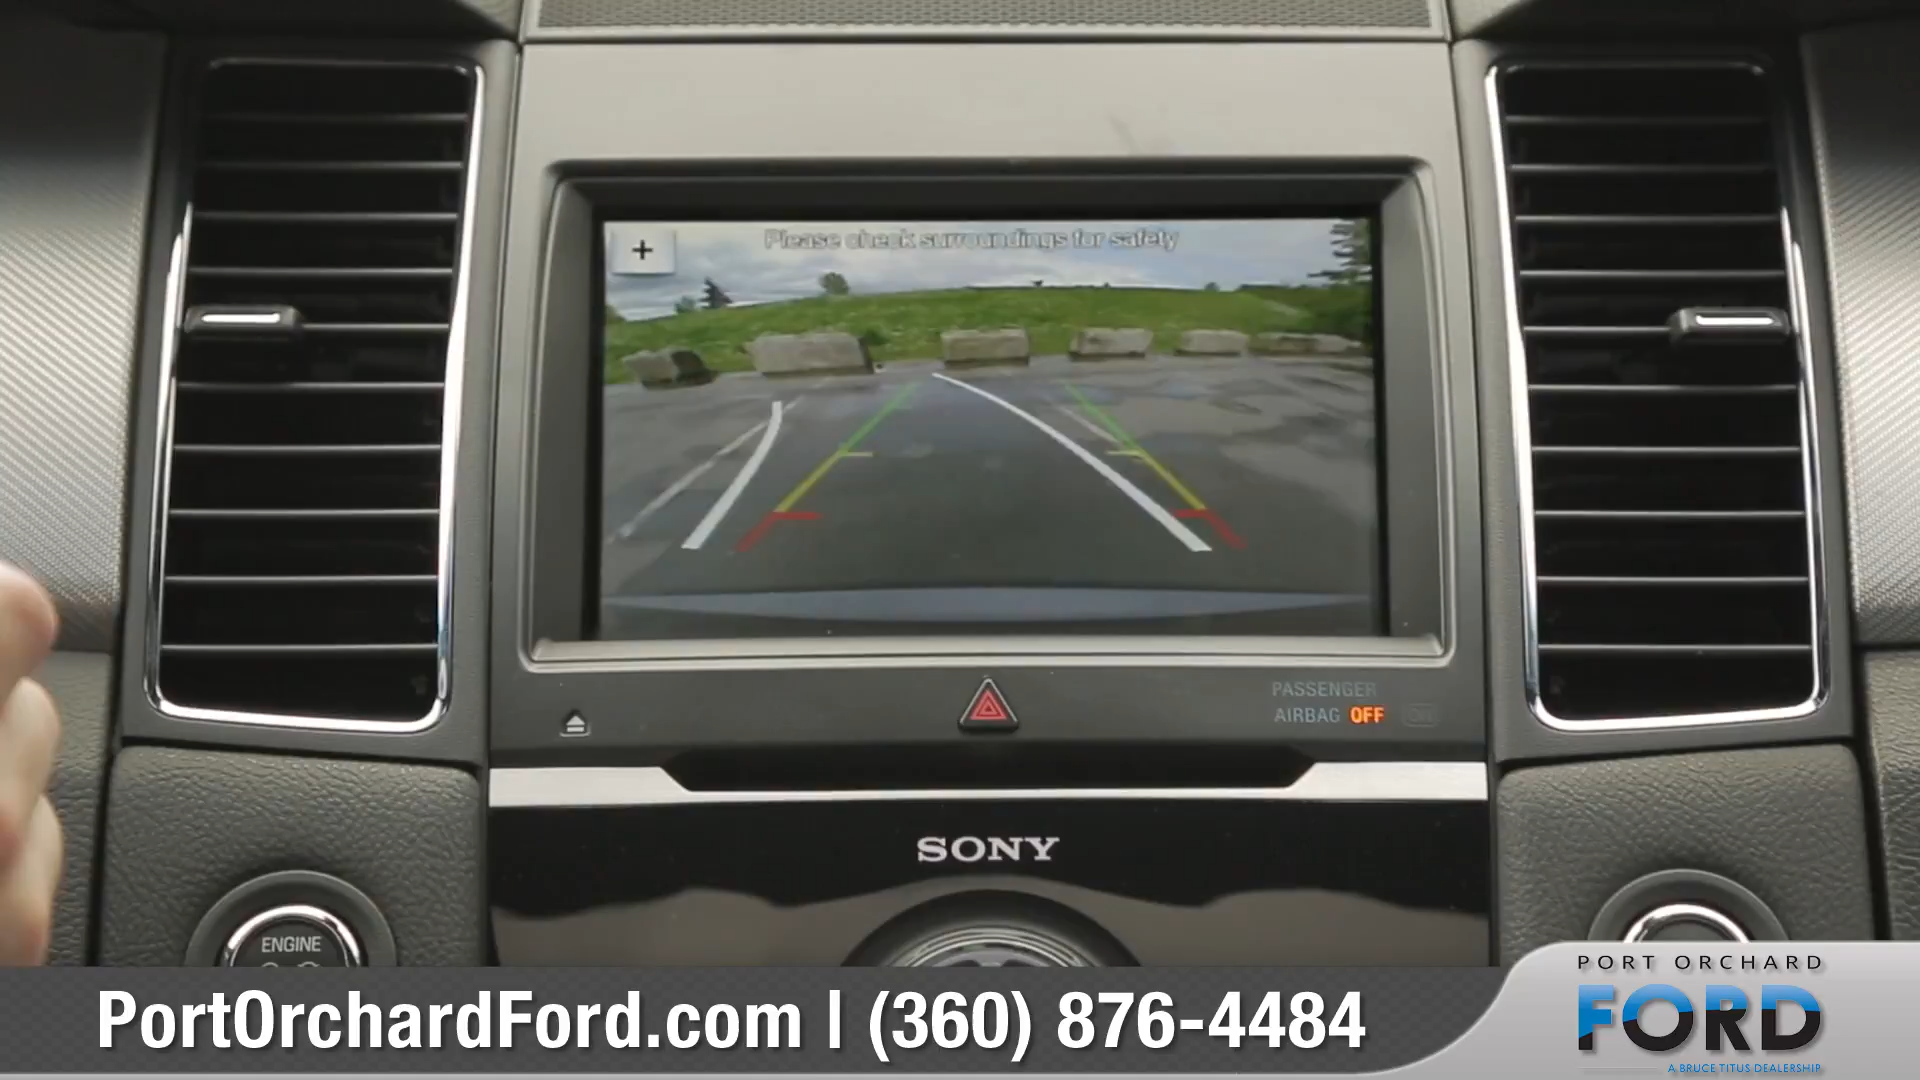 +
Please check surroundings for safety
PASSENGER
AIRBAG OFF
SONY
ENGINE
PortOrchardFord.com | (360) 876-4484
PORT ORCHARD
FORD
A BRUCE TITUS DEALERSHIP